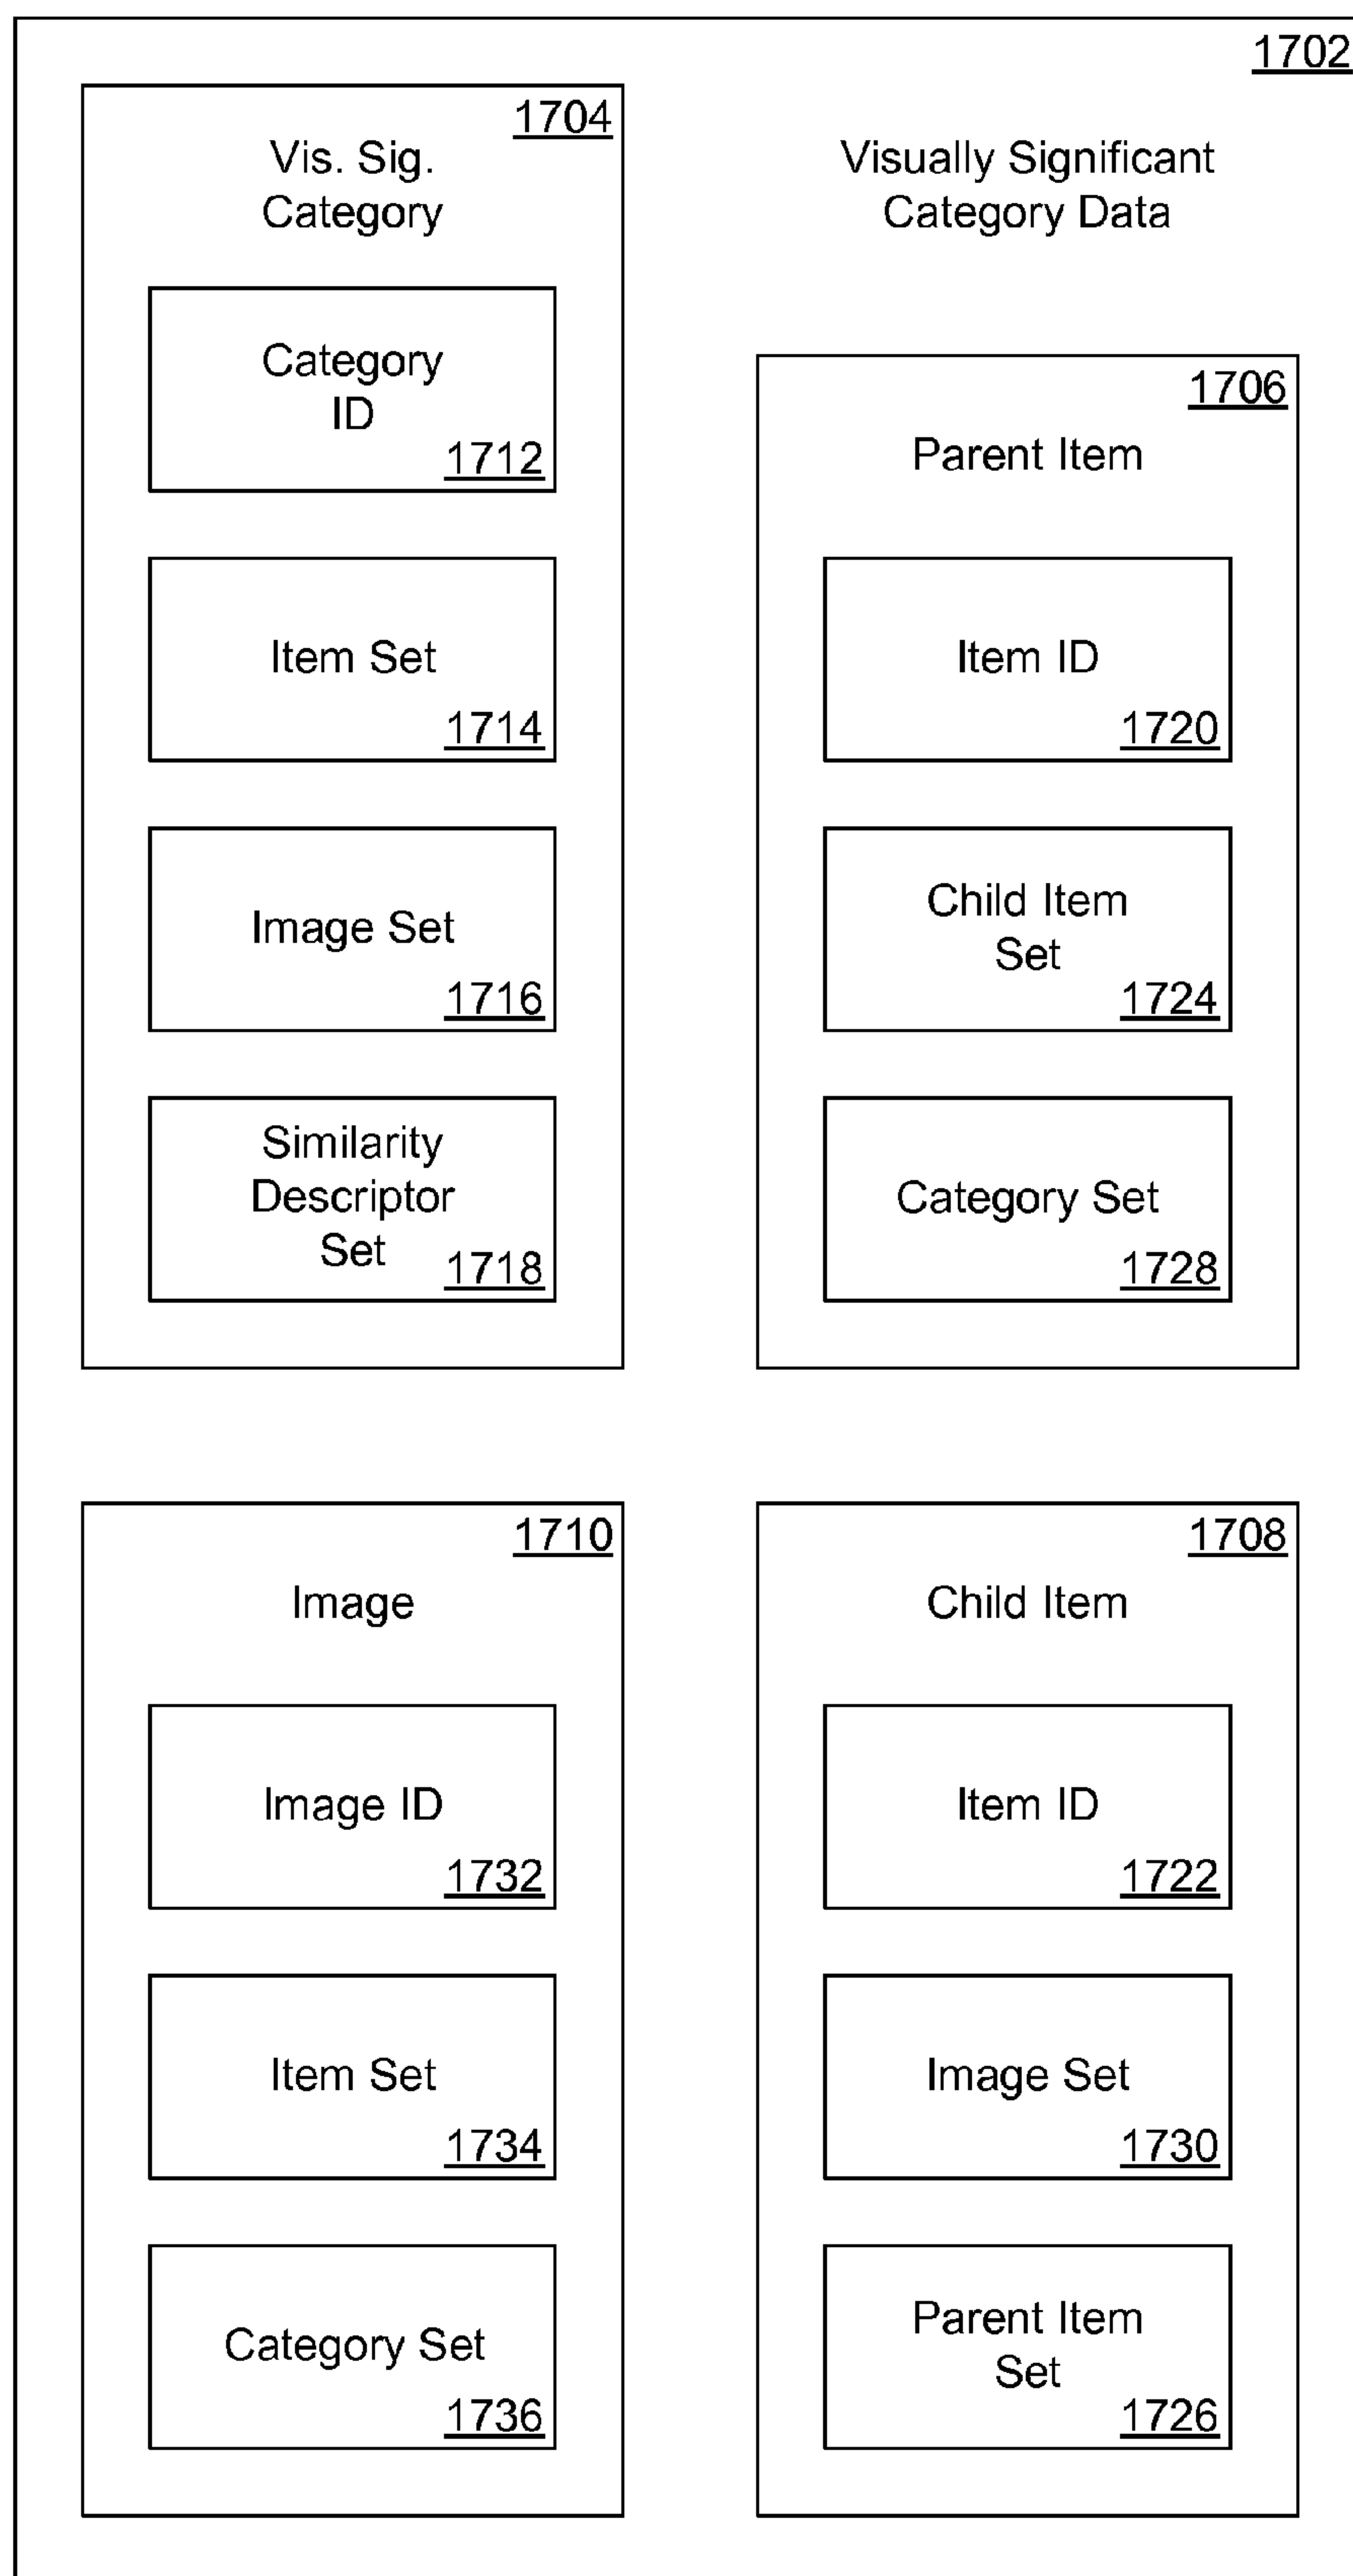 1702
Visually Significant
Category Data
1704
Vis. Sig.
Category
Category
ID
1712
Item Set
1714
Image Set
1716
Similarity
Descriptor
Set
1718
1706
Parent Item
Item ID
1720
Child Item
Set
1724
Category Set
1728
1710
Image
Image ID
1732
Item Set
1734
Category Set
1736
1708
Child Item
Item ID
1722
Image Set
1730
Parent Item
Set
1726